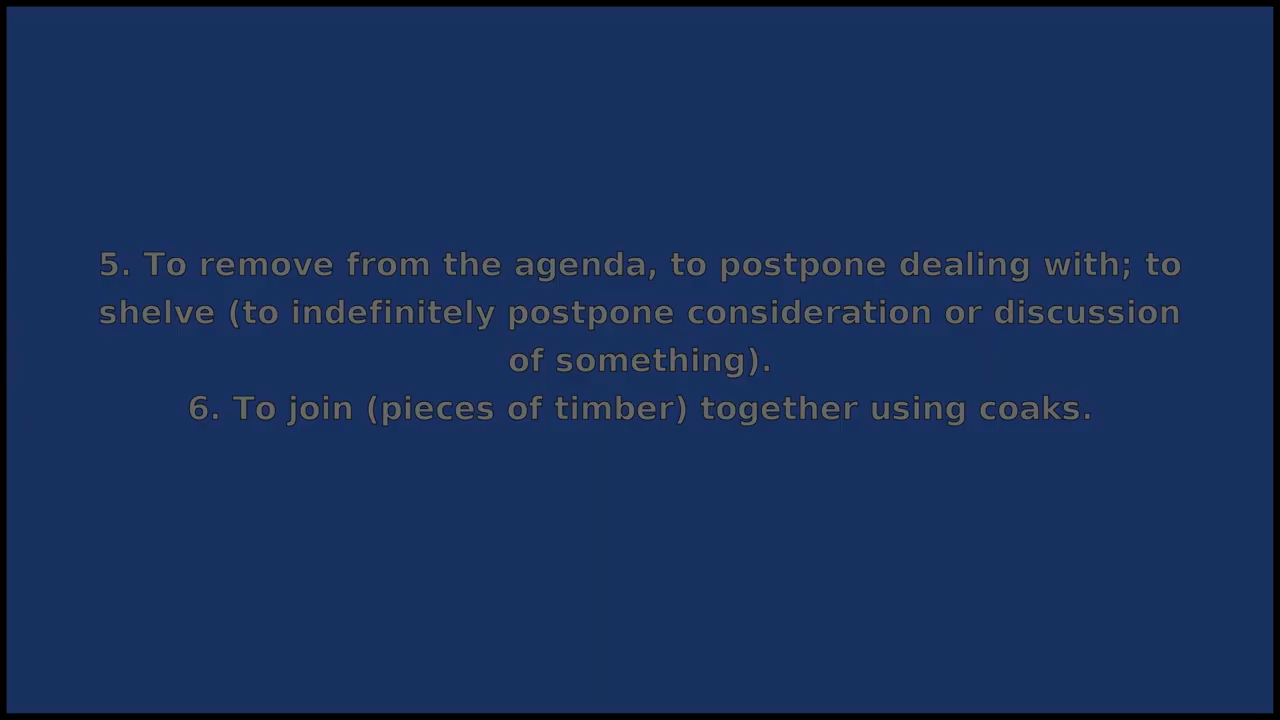 5. To remove from the agenda, to postpone dealing with; to
shelve (to indefinitely postpone consideration or discussion
of something).
6. To join (pieces of timber) together using coaks.